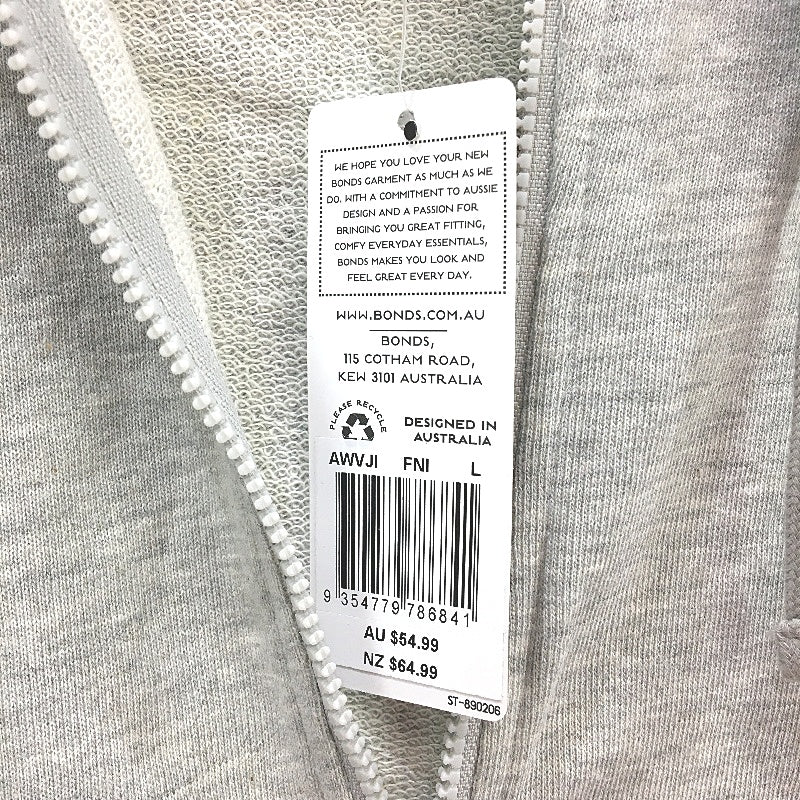 WE HOPE YOU LOVE YOUR NEW
BONDS GARMENT AS MUCH AS WE
DO. WITH A COMMITMENT TO AUSSIE
DESIGN AND A PASSION FOR
BRINGING YOU GREAT FITTING,
COMFY EVERYDAY ESSENTIALS,
BONDS MAKES YOU LOOK AND
FEEL GREAT EVERY DAY.
WWW.BONDS.COM.AU
BONDS,
115 COTHAM ROAD,
KEW 3101 AUSTRALIA
PLEASE RECYCLE
DESIGNED IN
AUSTRALIA
AWVJI FNI L
9 354779 786841
AU $54.99
NZ $64.99
ST-890206